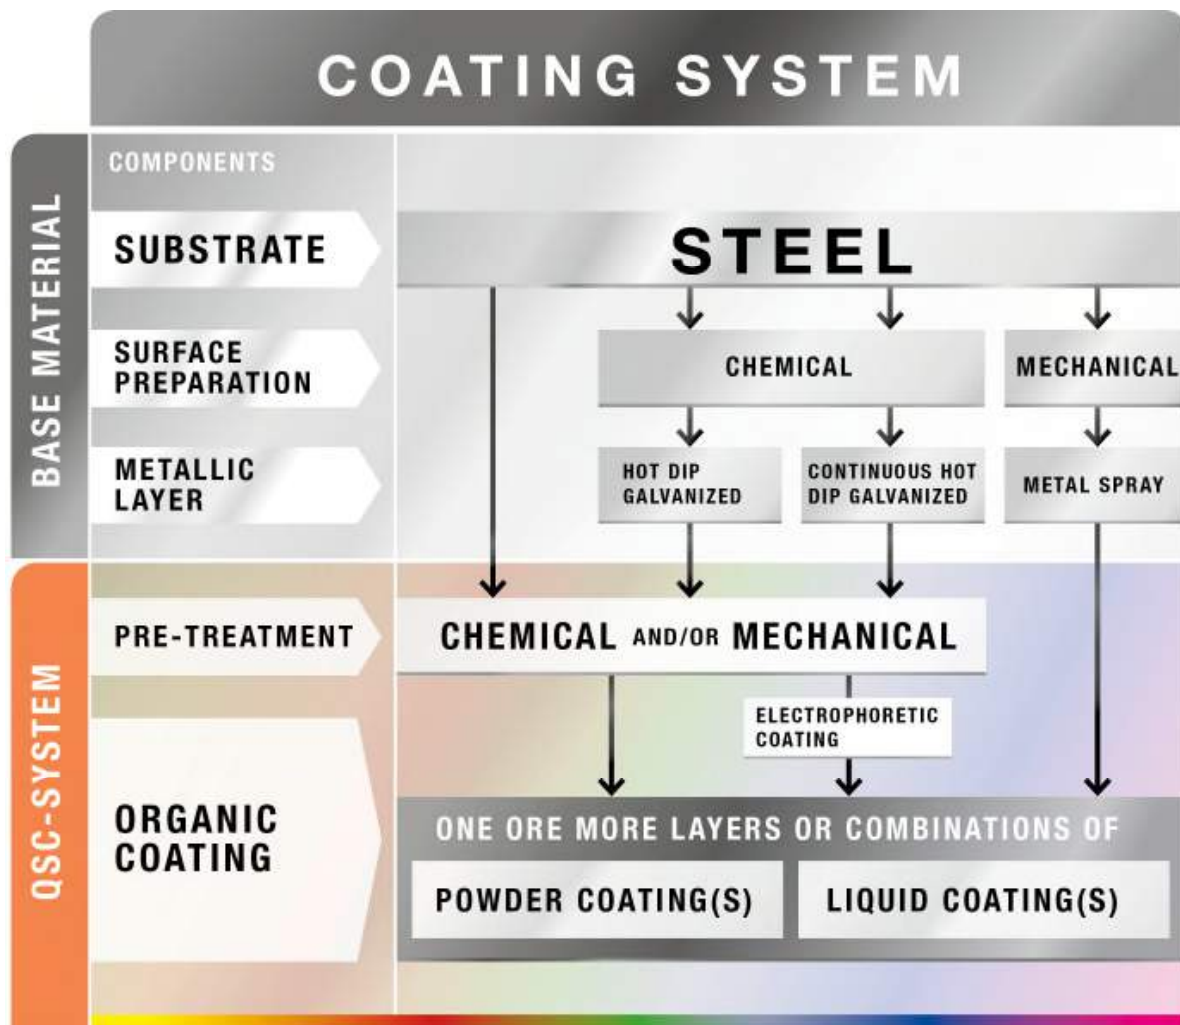 COATING SYSTEM
BASE MATERIAL
COMPONENTS
SUBSTRATE
STEEL
SURFACE
PREPARATION
CHEMICAL
MECHANICAL
METALLIC
LAYER
HOT DIP
GALVANIZED
CONTINUOUS HOT
DIP GALVANIZED
METAL SPRAY
QSC-SYSTEM
PRE-TREATMENT
CHEMICAL AND/OR MECHANICAL
ELECTROPHORETIC
COATING
ORGANIC
COATING
ONE ORE MORE LAYERS OR COMBINATIONS OF
POWDER COATING(S)
LIQUID COATING(S)